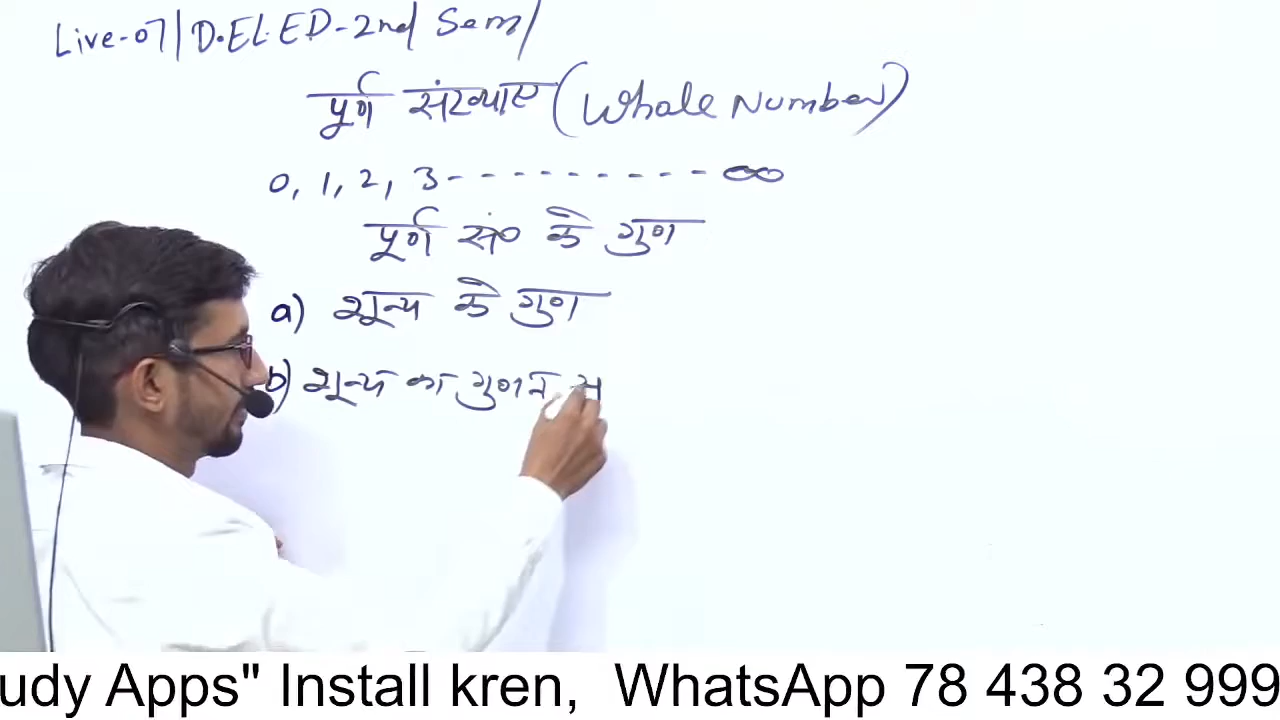 Live-07|D.EL.ED-2nd Sem/
पूर्ण संख्याए (Whole Number)
0, 1, 2, 3---------- ∞
पूर्ण सं० के गुण
a) शून्य के गुण
b) शून्य का गुणन स
udy Apps" Install kren, WhatsApp 78 438 32 999